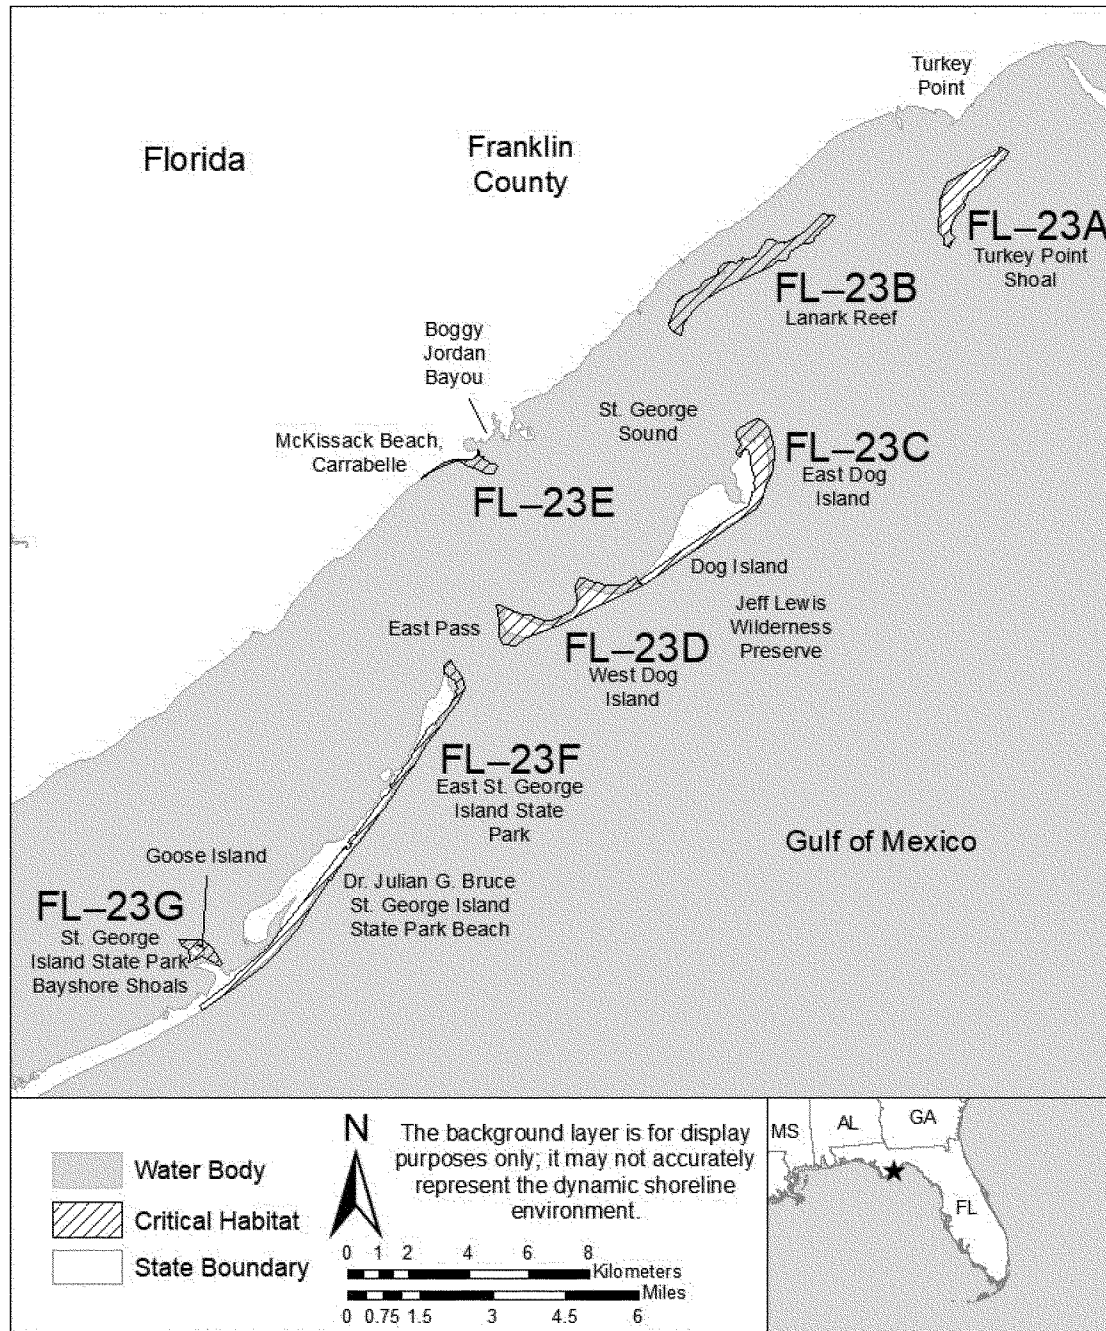 Turkey
Point
Florida
Franklin
County
FL–23A
Turkey Point
Shoal
FL–23B
Lanark Reef
Boggy
Jordan
Bayou
St. George
Sound
McKissack Beach,
Carrabelle
FL–23C
East Dog
Island
FL–23E
Dog Island
Jeff Lewis
Wilderness
Preserve
East Pass
FL–23D
West Dog
Island
FL–23F
East St. George
Island State
Park
Gulf of Mexico
Goose Island
Dr. Julian G. Bruce
St. George Island
State Park Beach
FL–23G
St. George
Island State Park
Bayshore Shoals
Water Body
Critical Habitat
State Boundary
N
The background layer is for display
purposes only; it may not accurately
represent the dynamic shoreline
environment.
0 1 2 4 6 8
Kilometers
Miles
0 0.75 1.5 3 4.5 6
MS
AL
GA
FL